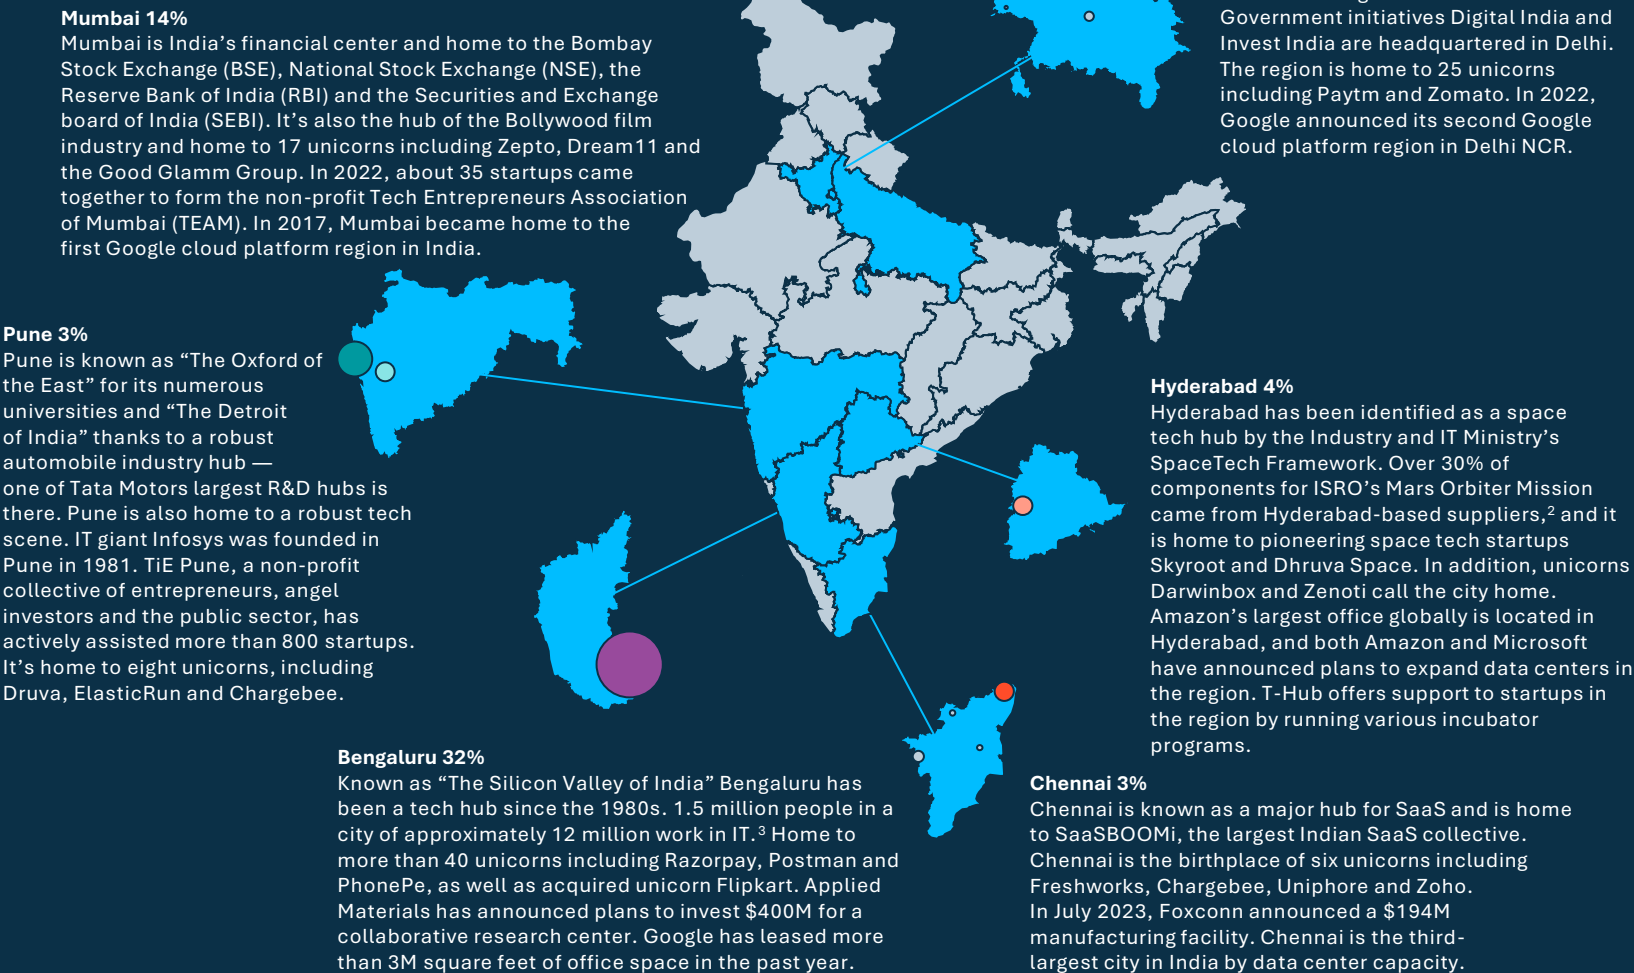 Mumbai 14%
Mumbai is India’s financial center and home to the Bombay
Stock Exchange (BSE), National Stock Exchange (NSE), the
Reserve Bank of India (RBI) and the Securities and Exchange
board of India (SEBI). It’s also the hub of the Bollywood film
industry and home to 17 unicorns including Zepto, Dream11 and
the Good Glamm Group. In 2022, about 35 startups came
together to form the non-profit Tech Entrepreneurs Association
of Mumbai (TEAM). In 2017, Mumbai became home to the
first Google cloud platform region in India.
Government initiatives Digital India and
Invest India are headquartered in Delhi.
The region is home to 25 unicorns
including Paytm and Zomato. In 2022,
Google announced its second Google
cloud platform region in Delhi NCR.
Pune 3%
Pune is known as “The Oxford of
the East” for its numerous
universities and “The Detroit
of India” thanks to a robust
automobile industry hub —
one of Tata Motors largest R&D hubs is
there. Pune is also home to a robust tech
scene. IT giant Infosys was founded in
Pune in 1981. TiE Pune, a non-profit
collective of entrepreneurs, angel
investors and the public sector, has
actively assisted more than 800 startups.
It’s home to eight unicorns, including
Druva, ElasticRun and Chargebee.
Hyderabad 4%
Hyderabad has been identified as a space
tech hub by the Industry and IT Ministry’s
SpaceTech Framework. Over 30% of
components for ISRO’s Mars Orbiter Mission
came from Hyderabad-based suppliers,² and it
is home to pioneering space tech startups
Skyroot and Dhruva Space. In addition, unicorns
Darwinbox and Zenoti call the city home.
Amazon’s largest office globally is located in
Hyderabad, and both Amazon and Microsoft
have announced plans to expand data centers in
the region. T-Hub offers support to startups in
the region by running various incubator
programs.
Bengaluru 32%
Known as “The Silicon Valley of India” Bengaluru has
been a tech hub since the 1980s. 1.5 million people in a
city of approximately 12 million work in IT.³ Home to
more than 40 unicorns including Razorpay, Postman and
PhonePe, as well as acquired unicorn Flipkart. Applied
Materials has announced plans to invest $400M for a
collaborative research center. Google has leased more
than 3M square feet of office space in the past year.
Chennai 3%
Chennai is known as a major hub for SaaS and is home
to SaaSBOOMi, the largest Indian SaaS collective.
Chennai is the birthplace of six unicorns including
Freshworks, Chargebee, Uniphore and Zoho.
In July 2023, Foxconn announced a $194M
manufacturing facility. Chennai is the third-
largest city in India by data center capacity.